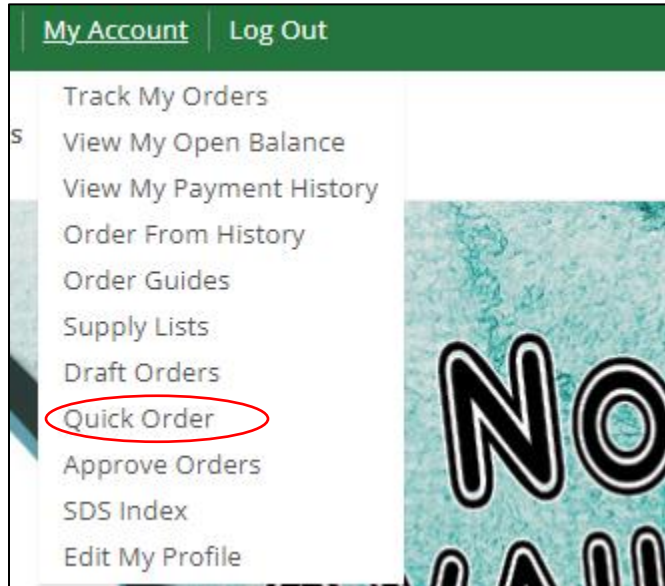 My Account Log Out
s
Track My Orders
View My Open Balance
View My Payment History
Order From History
Order Guides
Supply Lists
Draft Orders
Quick Order
Approve Orders
SDS Index
Edit My Profile
No